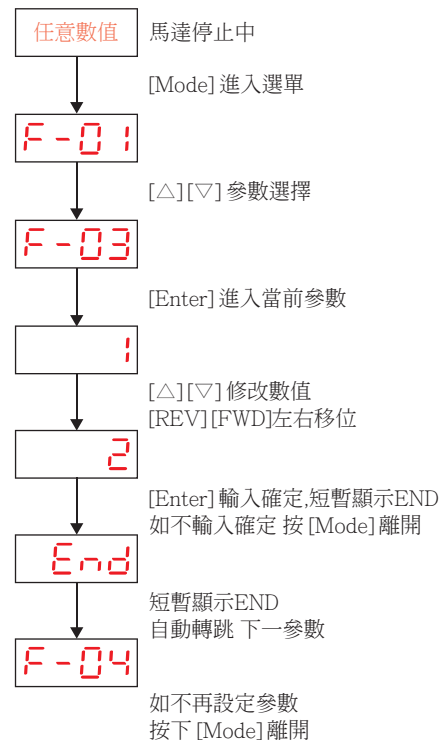 任意數值 馬達停止中
[Mode] 進入選單
F-01
[△][▽] 參數選擇
F-03
[Enter] 進入當前參數
1
[△][▽] 修改數值
[REV][FWD]左右移位
2
[Enter] 輸入確定,短暫顯示END
如不輸入確定 按 [Mode] 離開
End
短暫顯示END
自動轉跳 下一參數
F-04
如不再設定參數
按下 [Mode] 離開